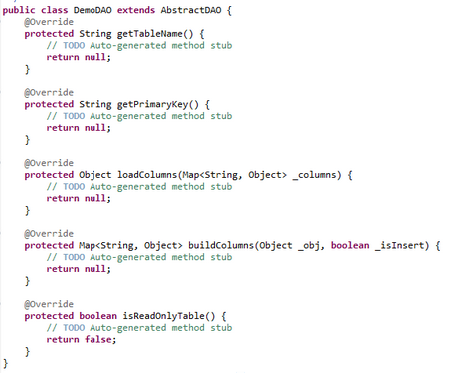 public class DemoDAO extends AbstractDAO {
@Override
protected String getTableName() {
// TODO Auto-generated method stub
return null;
}
@Override
protected String getPrimaryKey() {
// TODO Auto-generated method stub
return null;
}
@Override
protected Object loadColumns(Map<String, Object> _columns) {
// TODO Auto-generated method stub
return null;
}
@Override
protected Map<String, Object> buildColumns(Object _obj, boolean _isInsert) {
// TODO Auto-generated method stub
return null;
}
@Override
protected boolean isReadOnlyTable() {
// TODO Auto-generated method stub
return false;
}
}